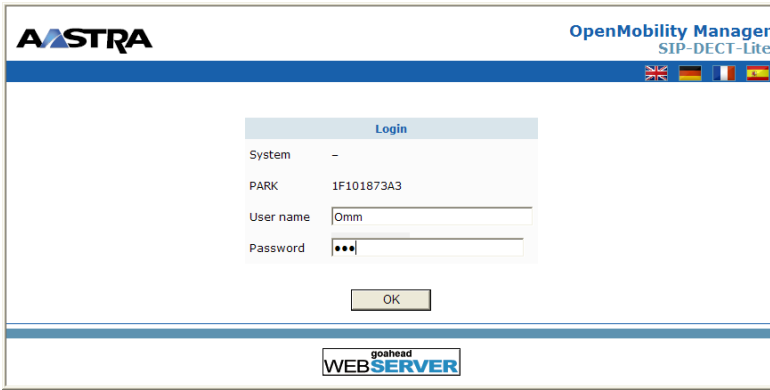 AASTRA
OpenMobility Manager
SIP-DECT-Lite
Login
System –
PARK 1F101873A3
User name Omm
Password •••
OK
goahead
WEBSERVER